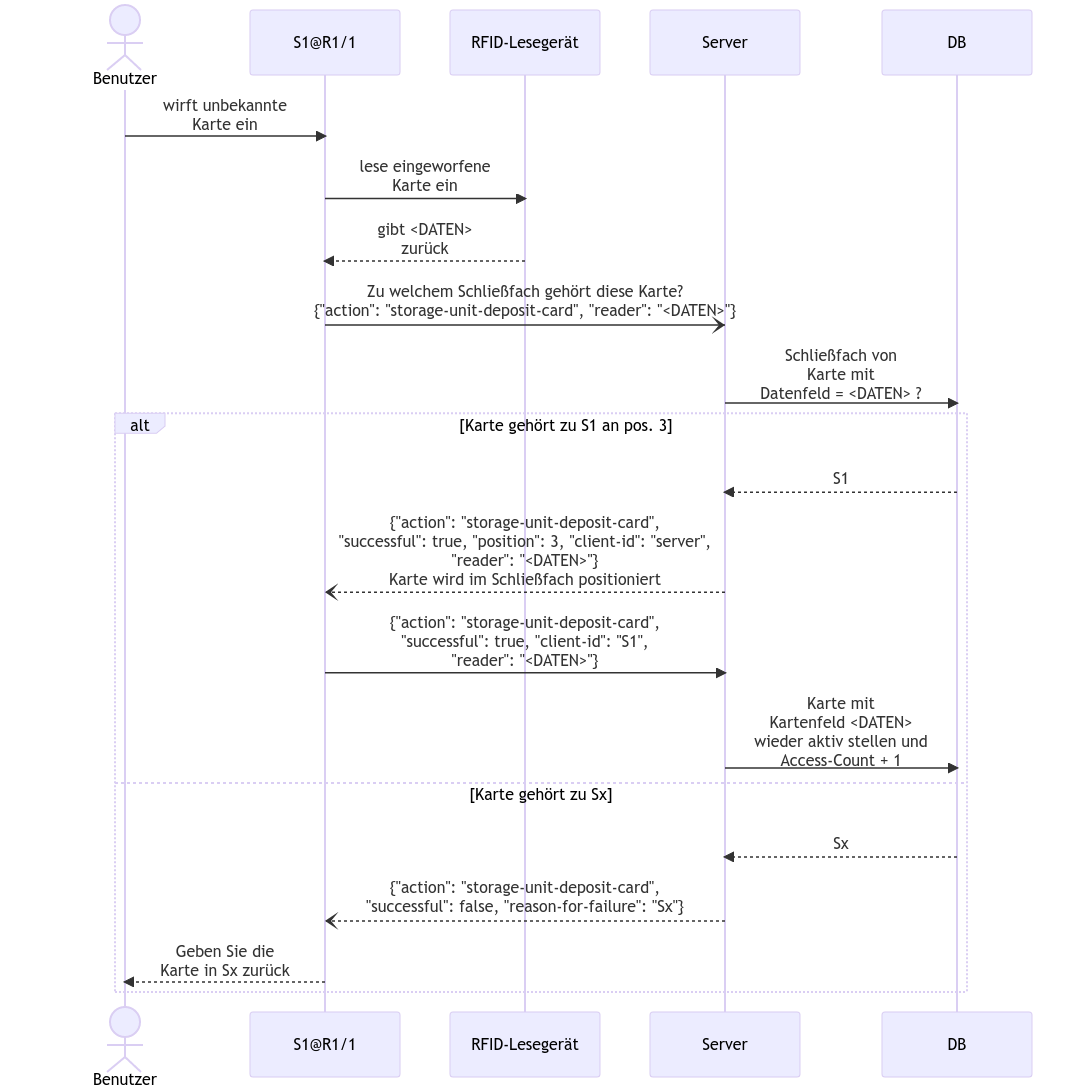 Benutzer
S1@R1/1
RFID-Lesegerät
Server
DB
wirft unbekannte
Karte ein
lese eingeworfene
Karte ein
gibt <DATEN>
zurück
Zu welchem Schließfach gehört diese Karte?
{"action": "storage-unit-deposit-card", "reader": "<DATEN>"}
Schließfach von
Karte mit
Datenfeld = <DATEN> ?
alt
[Karte gehört zu S1 an pos. 3]
S1
{"action": "storage-unit-deposit-card",
"successful": true, "position": 3, "client-id": "server",
"reader": "<DATEN>"}
Karte wird im Schließfach positioniert
{"action": "storage-unit-deposit-card",
"successful": true, "client-id": "S1",
"reader": "<DATEN>"}
Karte mit
Kartenfeld <DATEN>
wieder aktiv stellen und
Access-Count + 1
[Karte gehört zu Sx]
Sx
{"action": "storage-unit-deposit-card",
"successful": false, "reason-for-failure": "Sx"}
Geben Sie die
Karte in Sx zurück
Benutzer
S1@R1/1
RFID-Lesegerät
Server
DB